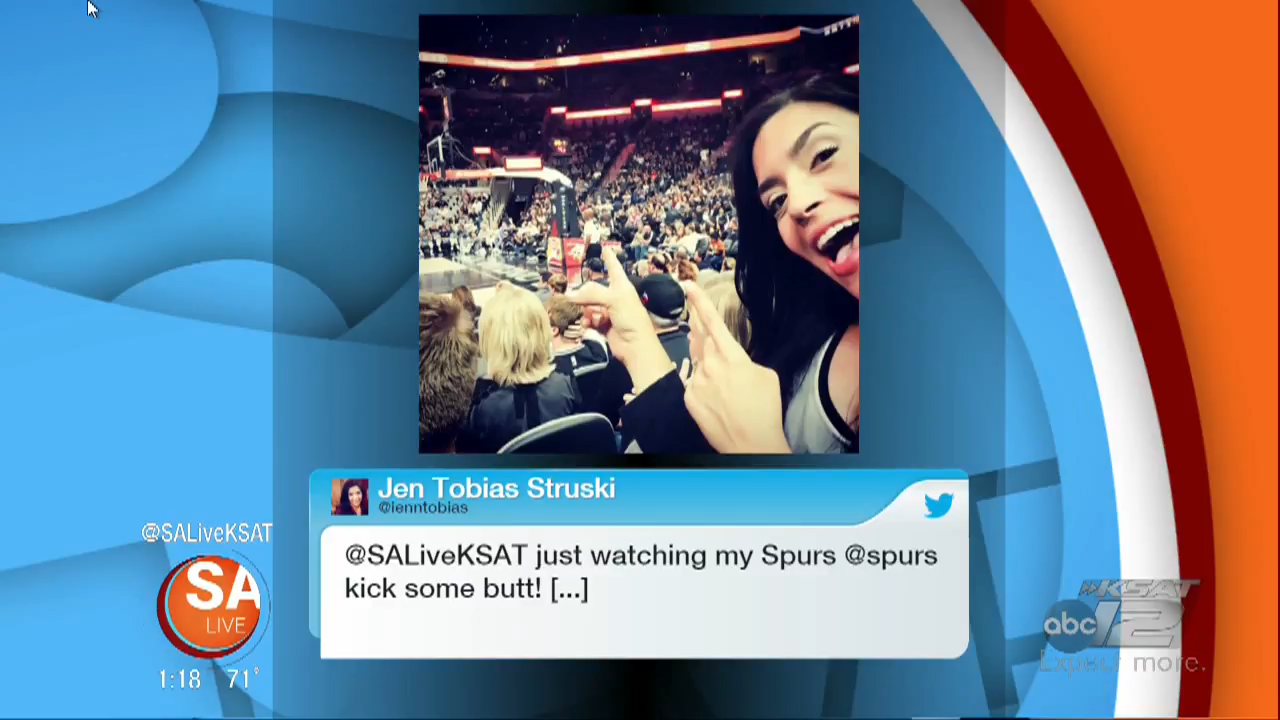 Jen Tobias Struski
@jenntobias
@SALiveKSAT just watching my Spurs @spurs
kick some butt! [...]
@SALiveKSAT
SA
LIVE
1:18 71°
KSAT
abc 12
Expect more.